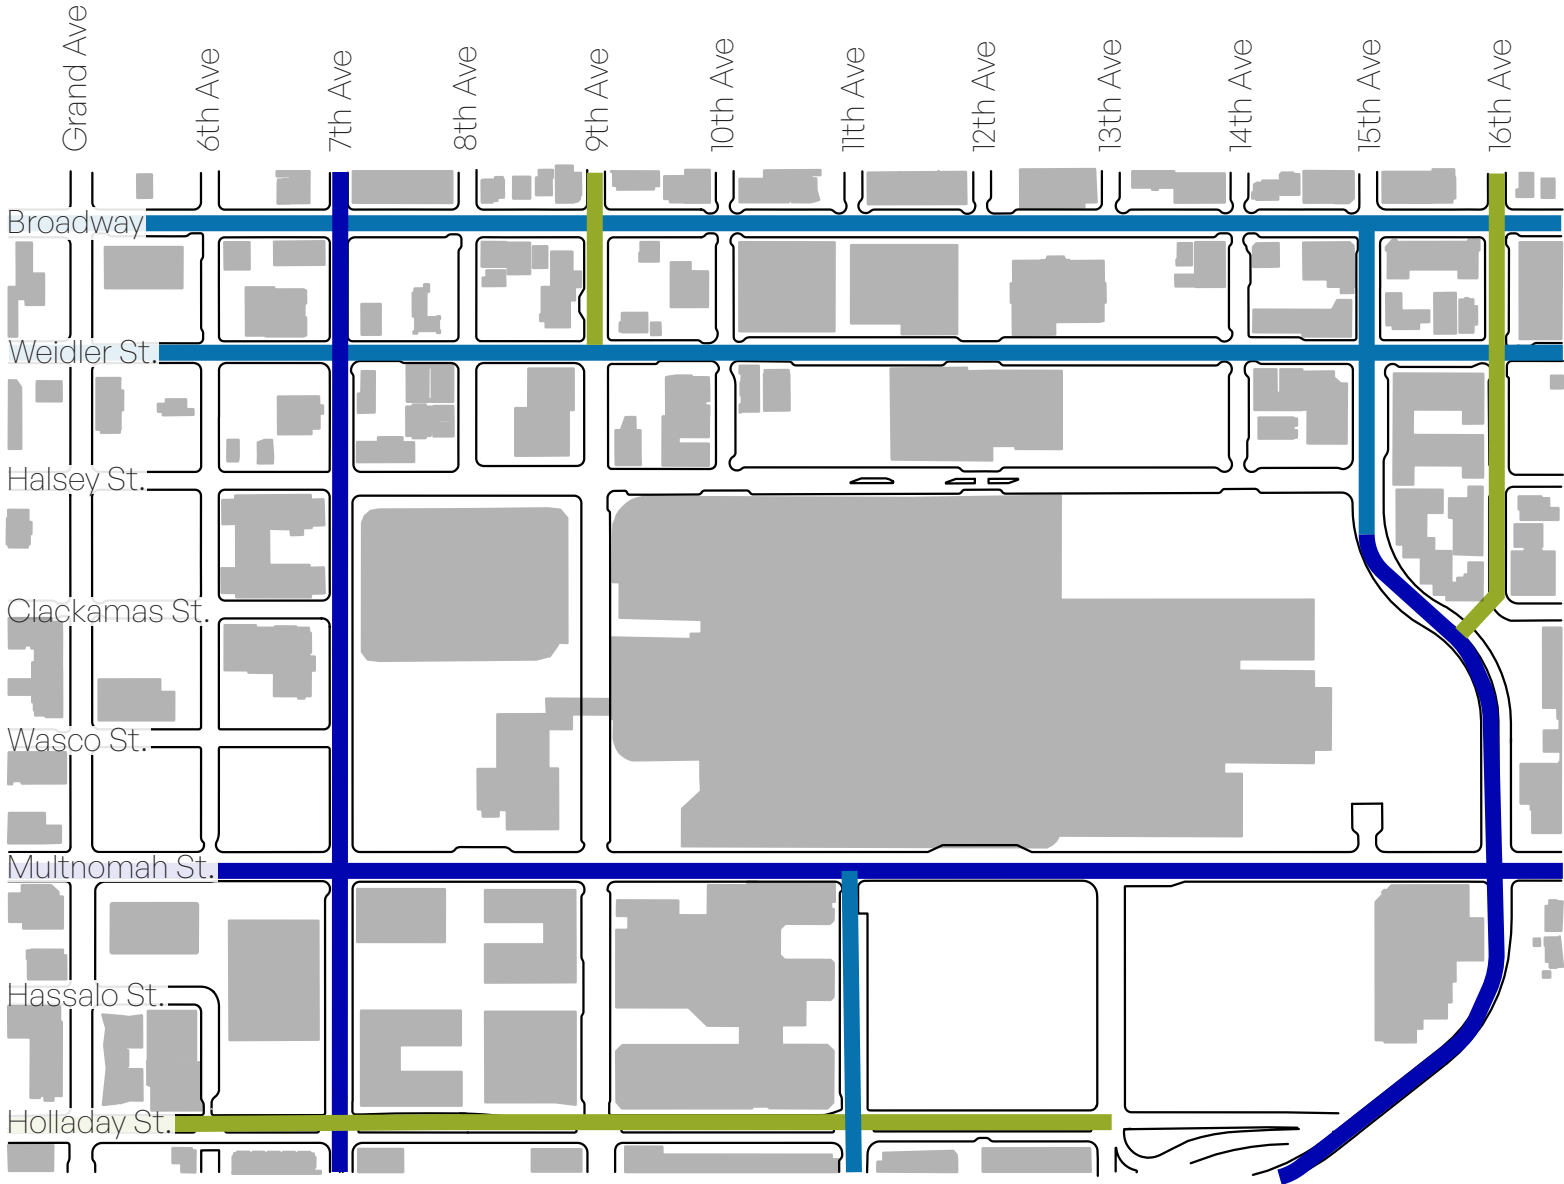 Grand Ave
6th Ave
7th Ave
8th Ave
9th Ave
10th Ave
11th Ave
12th Ave
13th Ave
14th Ave
15th Ave
16th Ave
Broadway
Weidler St.
Halsey St.
Clackamas St.
Wasco St.
Multnomah St.
Hassalo St.
Holladay St.